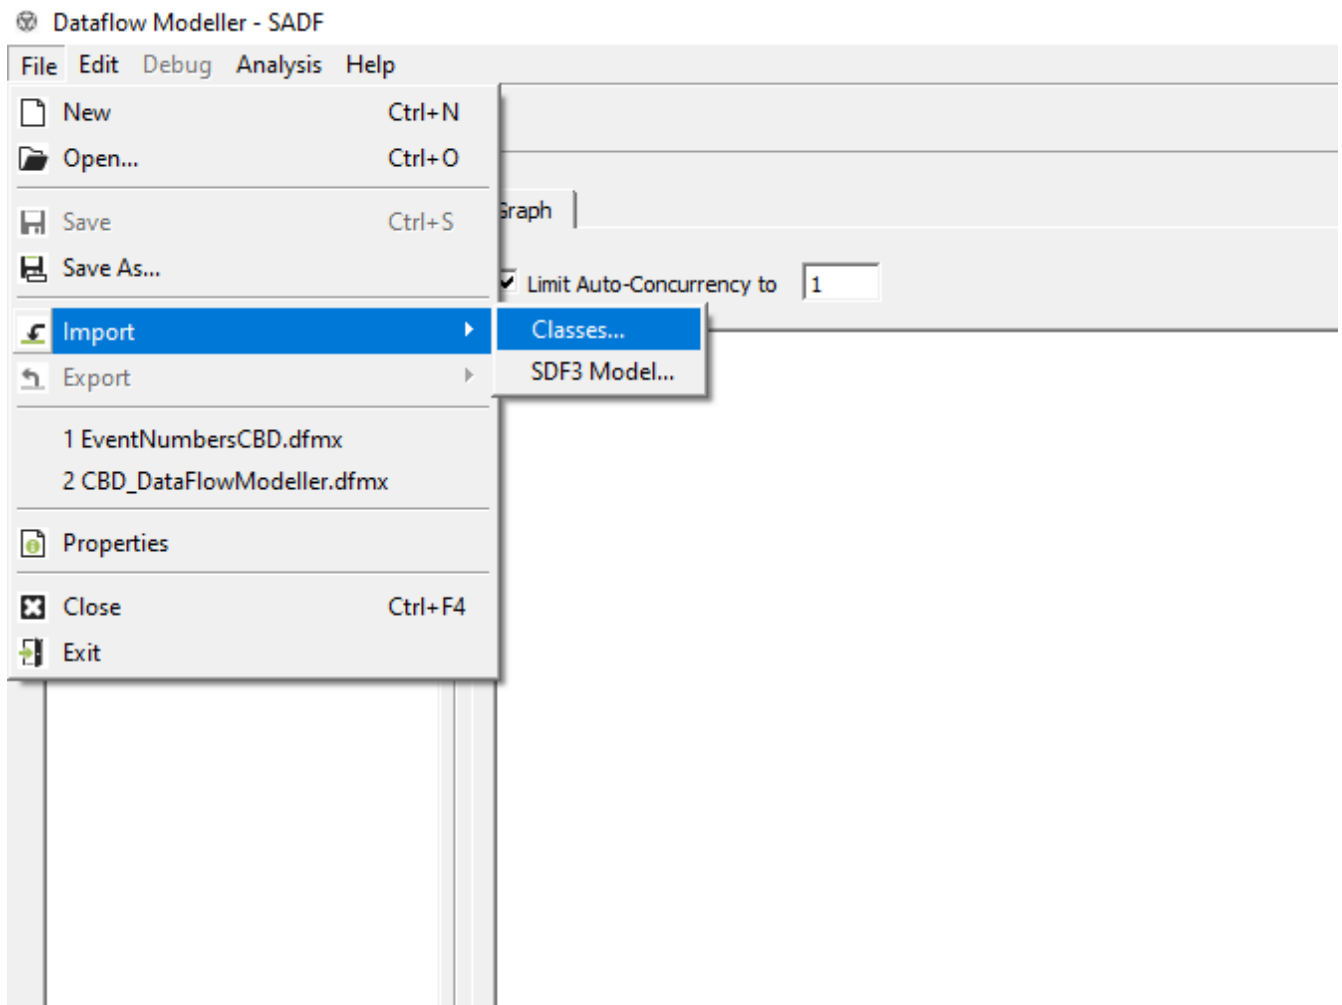 Dataflow Modeller - SADF
File Edit Debug Analysis Help
New Ctrl+N
Open... Ctrl+O
Save Ctrl+S
Save As...
Import
Export
1 EventNumbersCBD.dfmx
2 CBD_DataFlowModeller.dfmx
Properties
Close Ctrl+F4
Exit
Graph
Limit Auto-Concurrency to 1
Classes...
SDF3 Model...